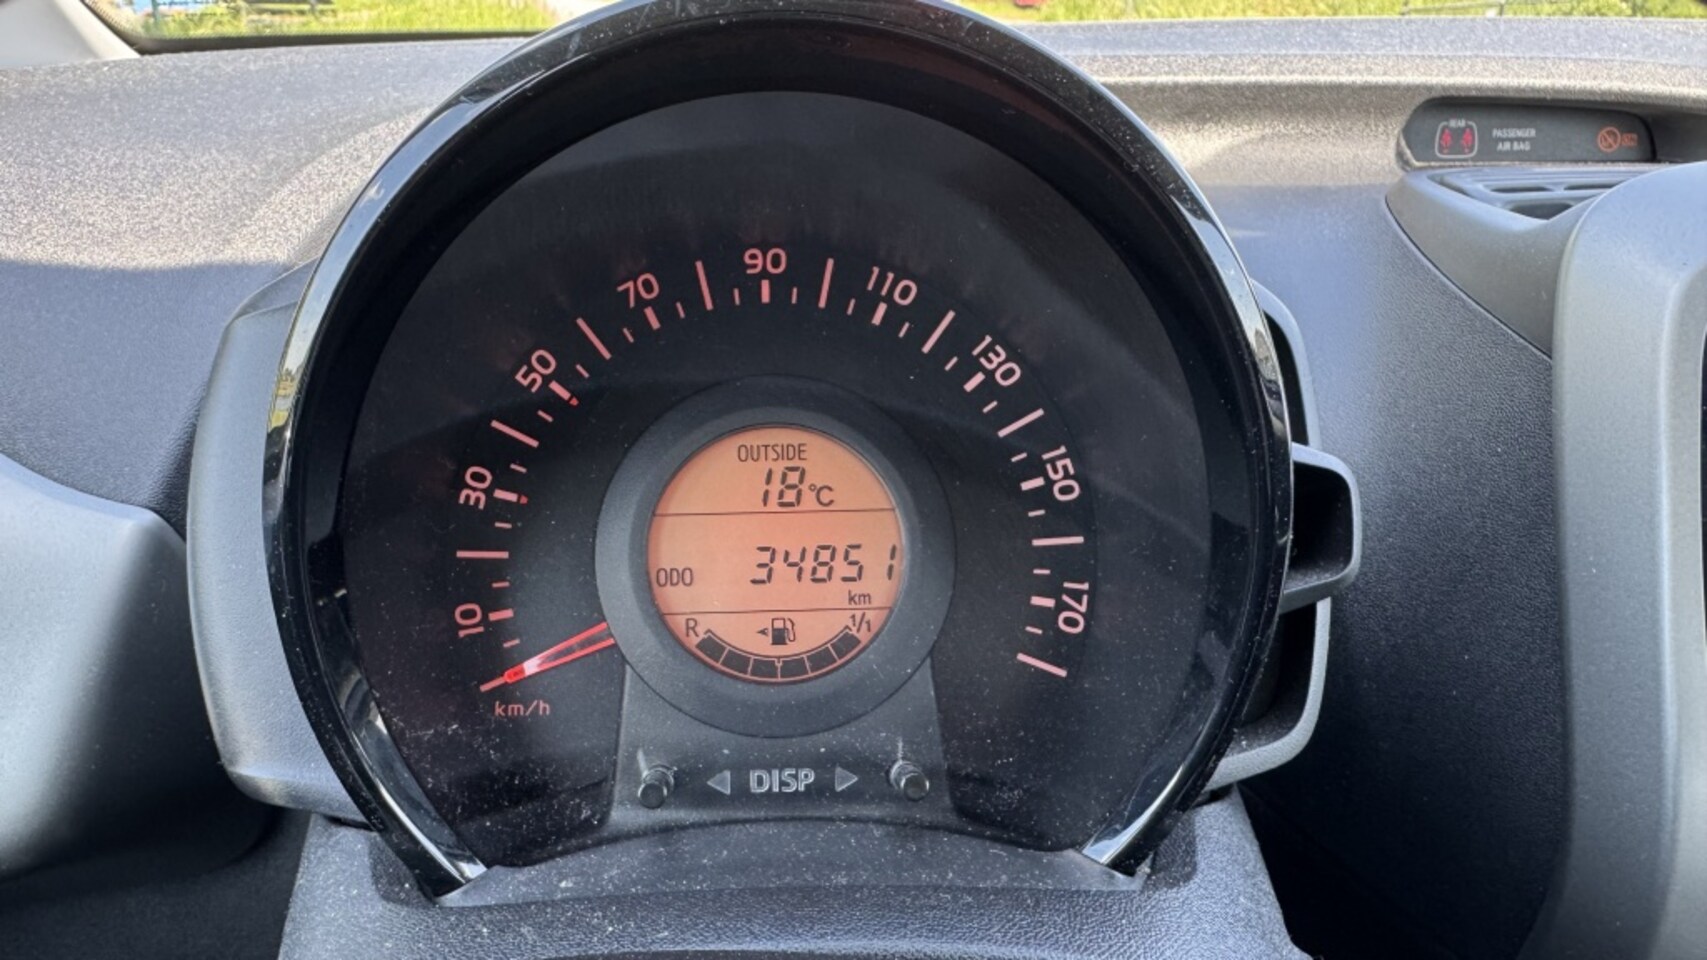 REAR
PASSENGER
AIR BAG
10
30
50
70
90
110
130
150
170
km/h
OUTSIDE
18°C
ODO 34851
km
R 1/1
DISP